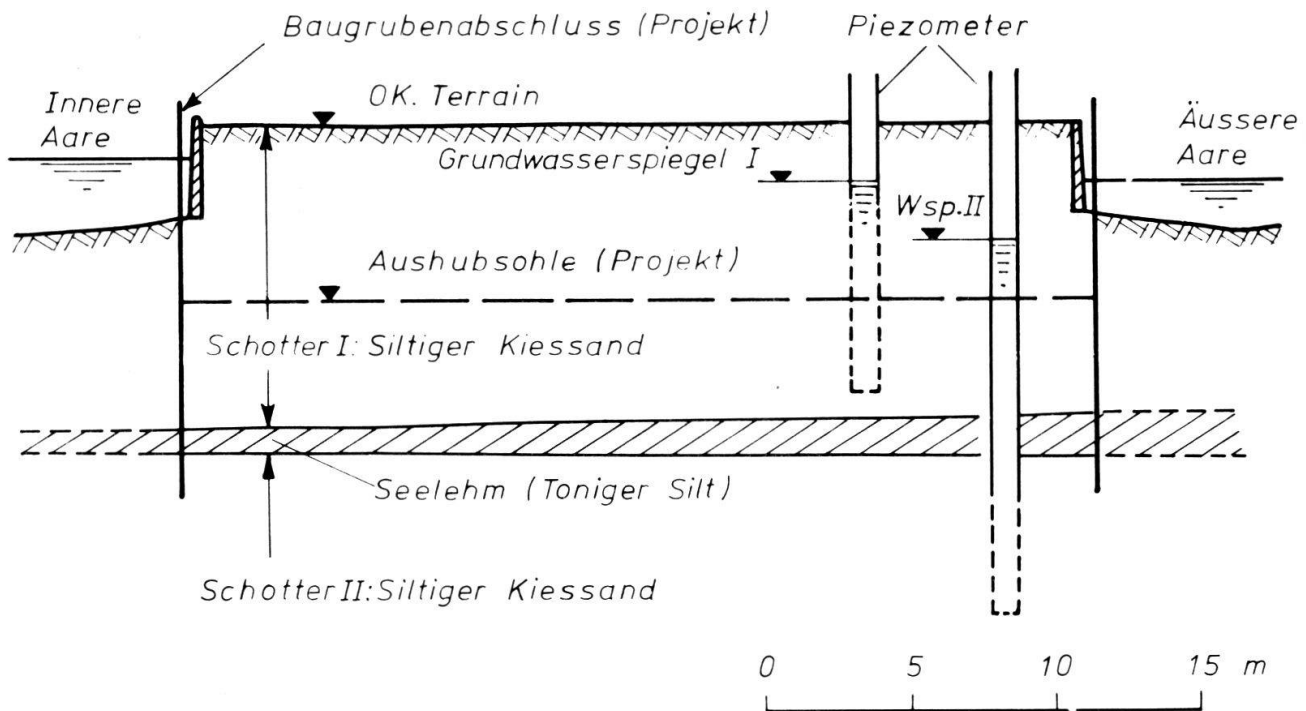 Baugrubenabschluss (Projekt)
Piezometer
OK. Terrain
Innere
Aare
Äussere
Aare
Grundwasserspiegel I
Wsp. II
Aushubsohle (Projekt)
Schotter I: Siltiger Kiessand
Seelehm (Toniger Silt)
Schotter II: Siltiger Kiessand
0 5 10 15 m